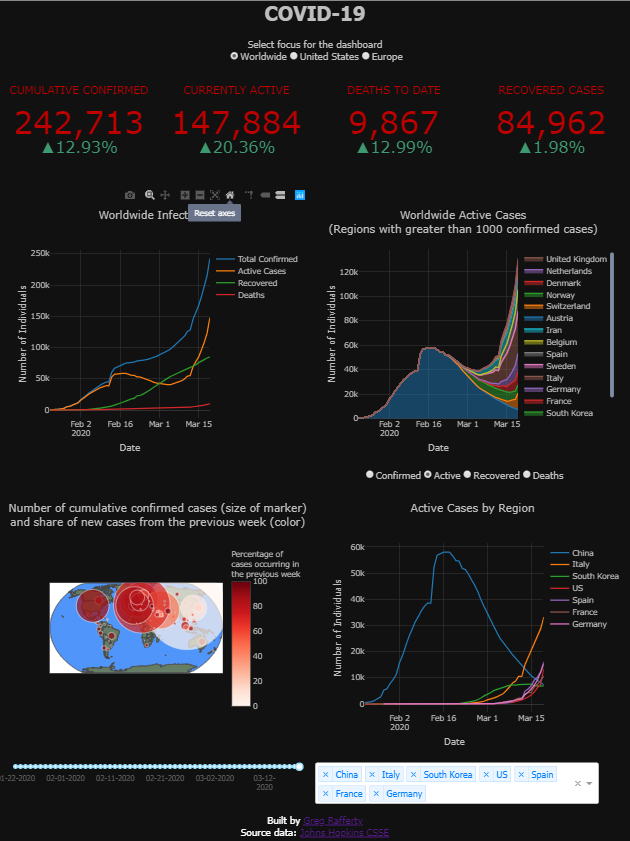 COVID-19
Select focus for the dashboard
Worldwide United States Europe
CUMULATIVE CONFIRMED
242,713
▲12.93%
CURRENTLY ACTIVE
147,884
▲20.36%
DEATHS TO DATE
9,867
▲12.99%
RECOVERED CASES
84,962
▲1.98%
Worldwide Infect
Reset axes
250k
200k
150k
100k
50k
0
Number of Individuals
Feb 2
2020
Feb 16
Mar 1
Mar 15
Date
Total Confirmed
Active Cases
Recovered
Deaths
Worldwide Active Cases
(Regions with greater than 1000 confirmed cases)
120k
100k
80k
60k
40k
20k
0
Number of Individuals
Feb 2
2020
Feb 16
Mar 1
Mar 15
Date
United Kingdom
Netherlands
Denmark
Norway
Switzerland
Austria
Iran
Belgium
Spain
Sweden
Italy
Germany
France
South Korea
Confirmed Active Recovered Deaths
Number of cumulative confirmed cases (size of marker)
and share of new cases from the previous week (color)
Percentage of
cases occurring in
the previous week
100
80
60
40
20
0
Active Cases by Region
60k
50k
40k
30k
20k
10k
0
Number of Individuals
Feb 2
2020
Feb 16
Mar 1
Mar 15
Date
China
Italy
South Korea
US
Spain
France
Germany
01-22-2020
02-01-2020
02-11-2020
02-21-2020
03-02-2020
03-12-
2020
× China × Italy × South Korea × US × Spain
× France × Germany
Built by Greg Rafferty
Source data: Johns Hopkins CSSE